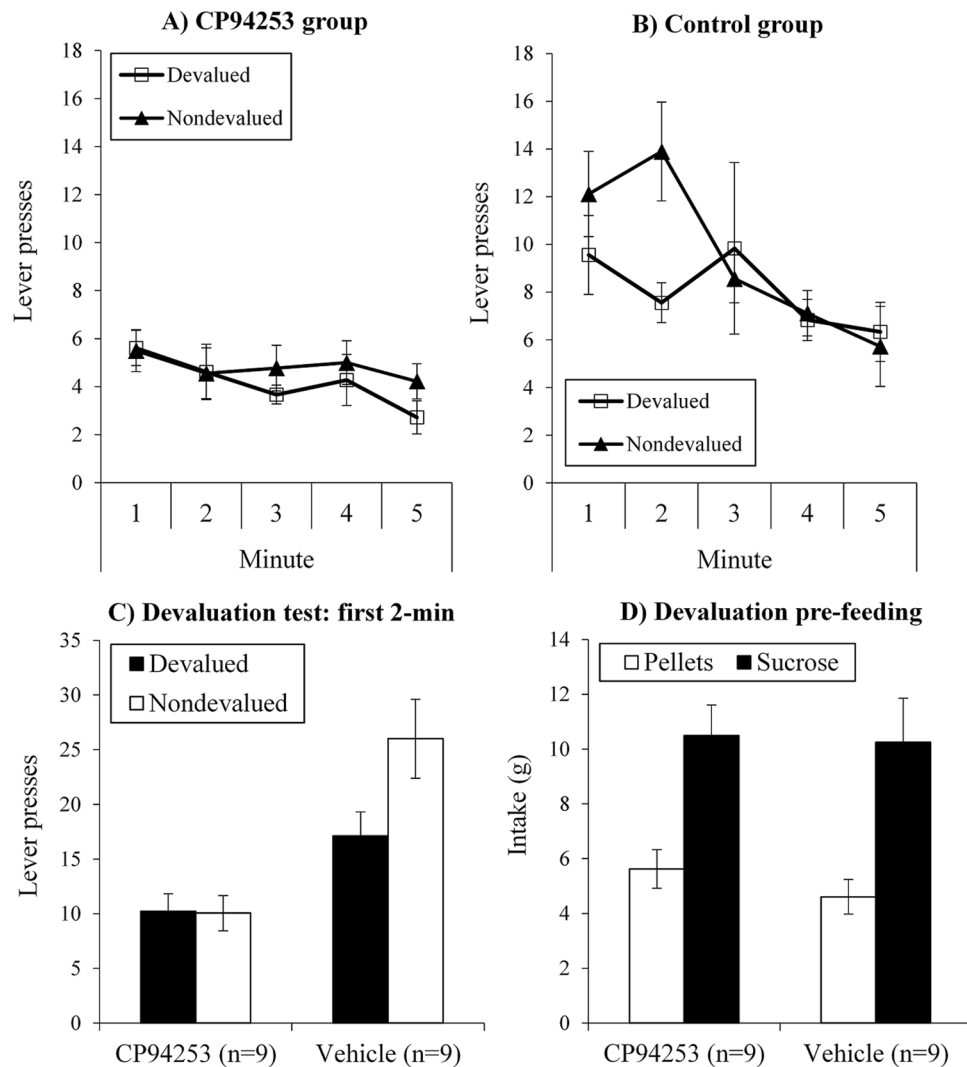 A) CP94253 group
18
16
14
12
10
8
6
4
2
0
Lever presses
Devalued
Nondevalued
1 2 3 4 5
Minute
B) Control group
18
16
14
12
10
8
6
4
2
0
Lever presses
Devalued
Nondevalued
1 2 3 4 5
Minute
C) Devaluation test: first 2-min
35
30
25
20
15
10
5
0
Lever presses
Devalued
Nondevalued
CP94253 (n=9) Vehicle (n=9)
D) Devaluation pre-feeding
14
12
10
8
6
4
2
0
Intake (g)
Pellets Sucrose
CP94253 (n=9) Vehicle (n=9)